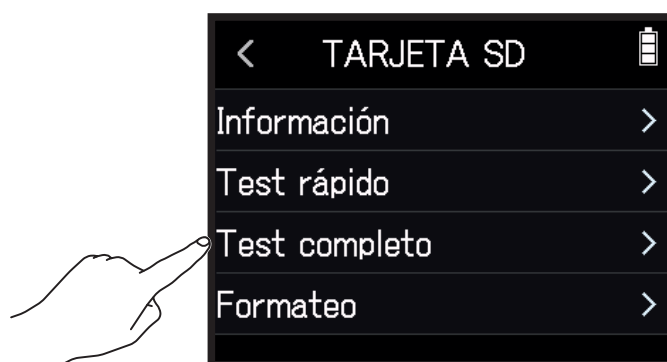 TARJETA SD
Información
Test rápido
Test completo
Formateo